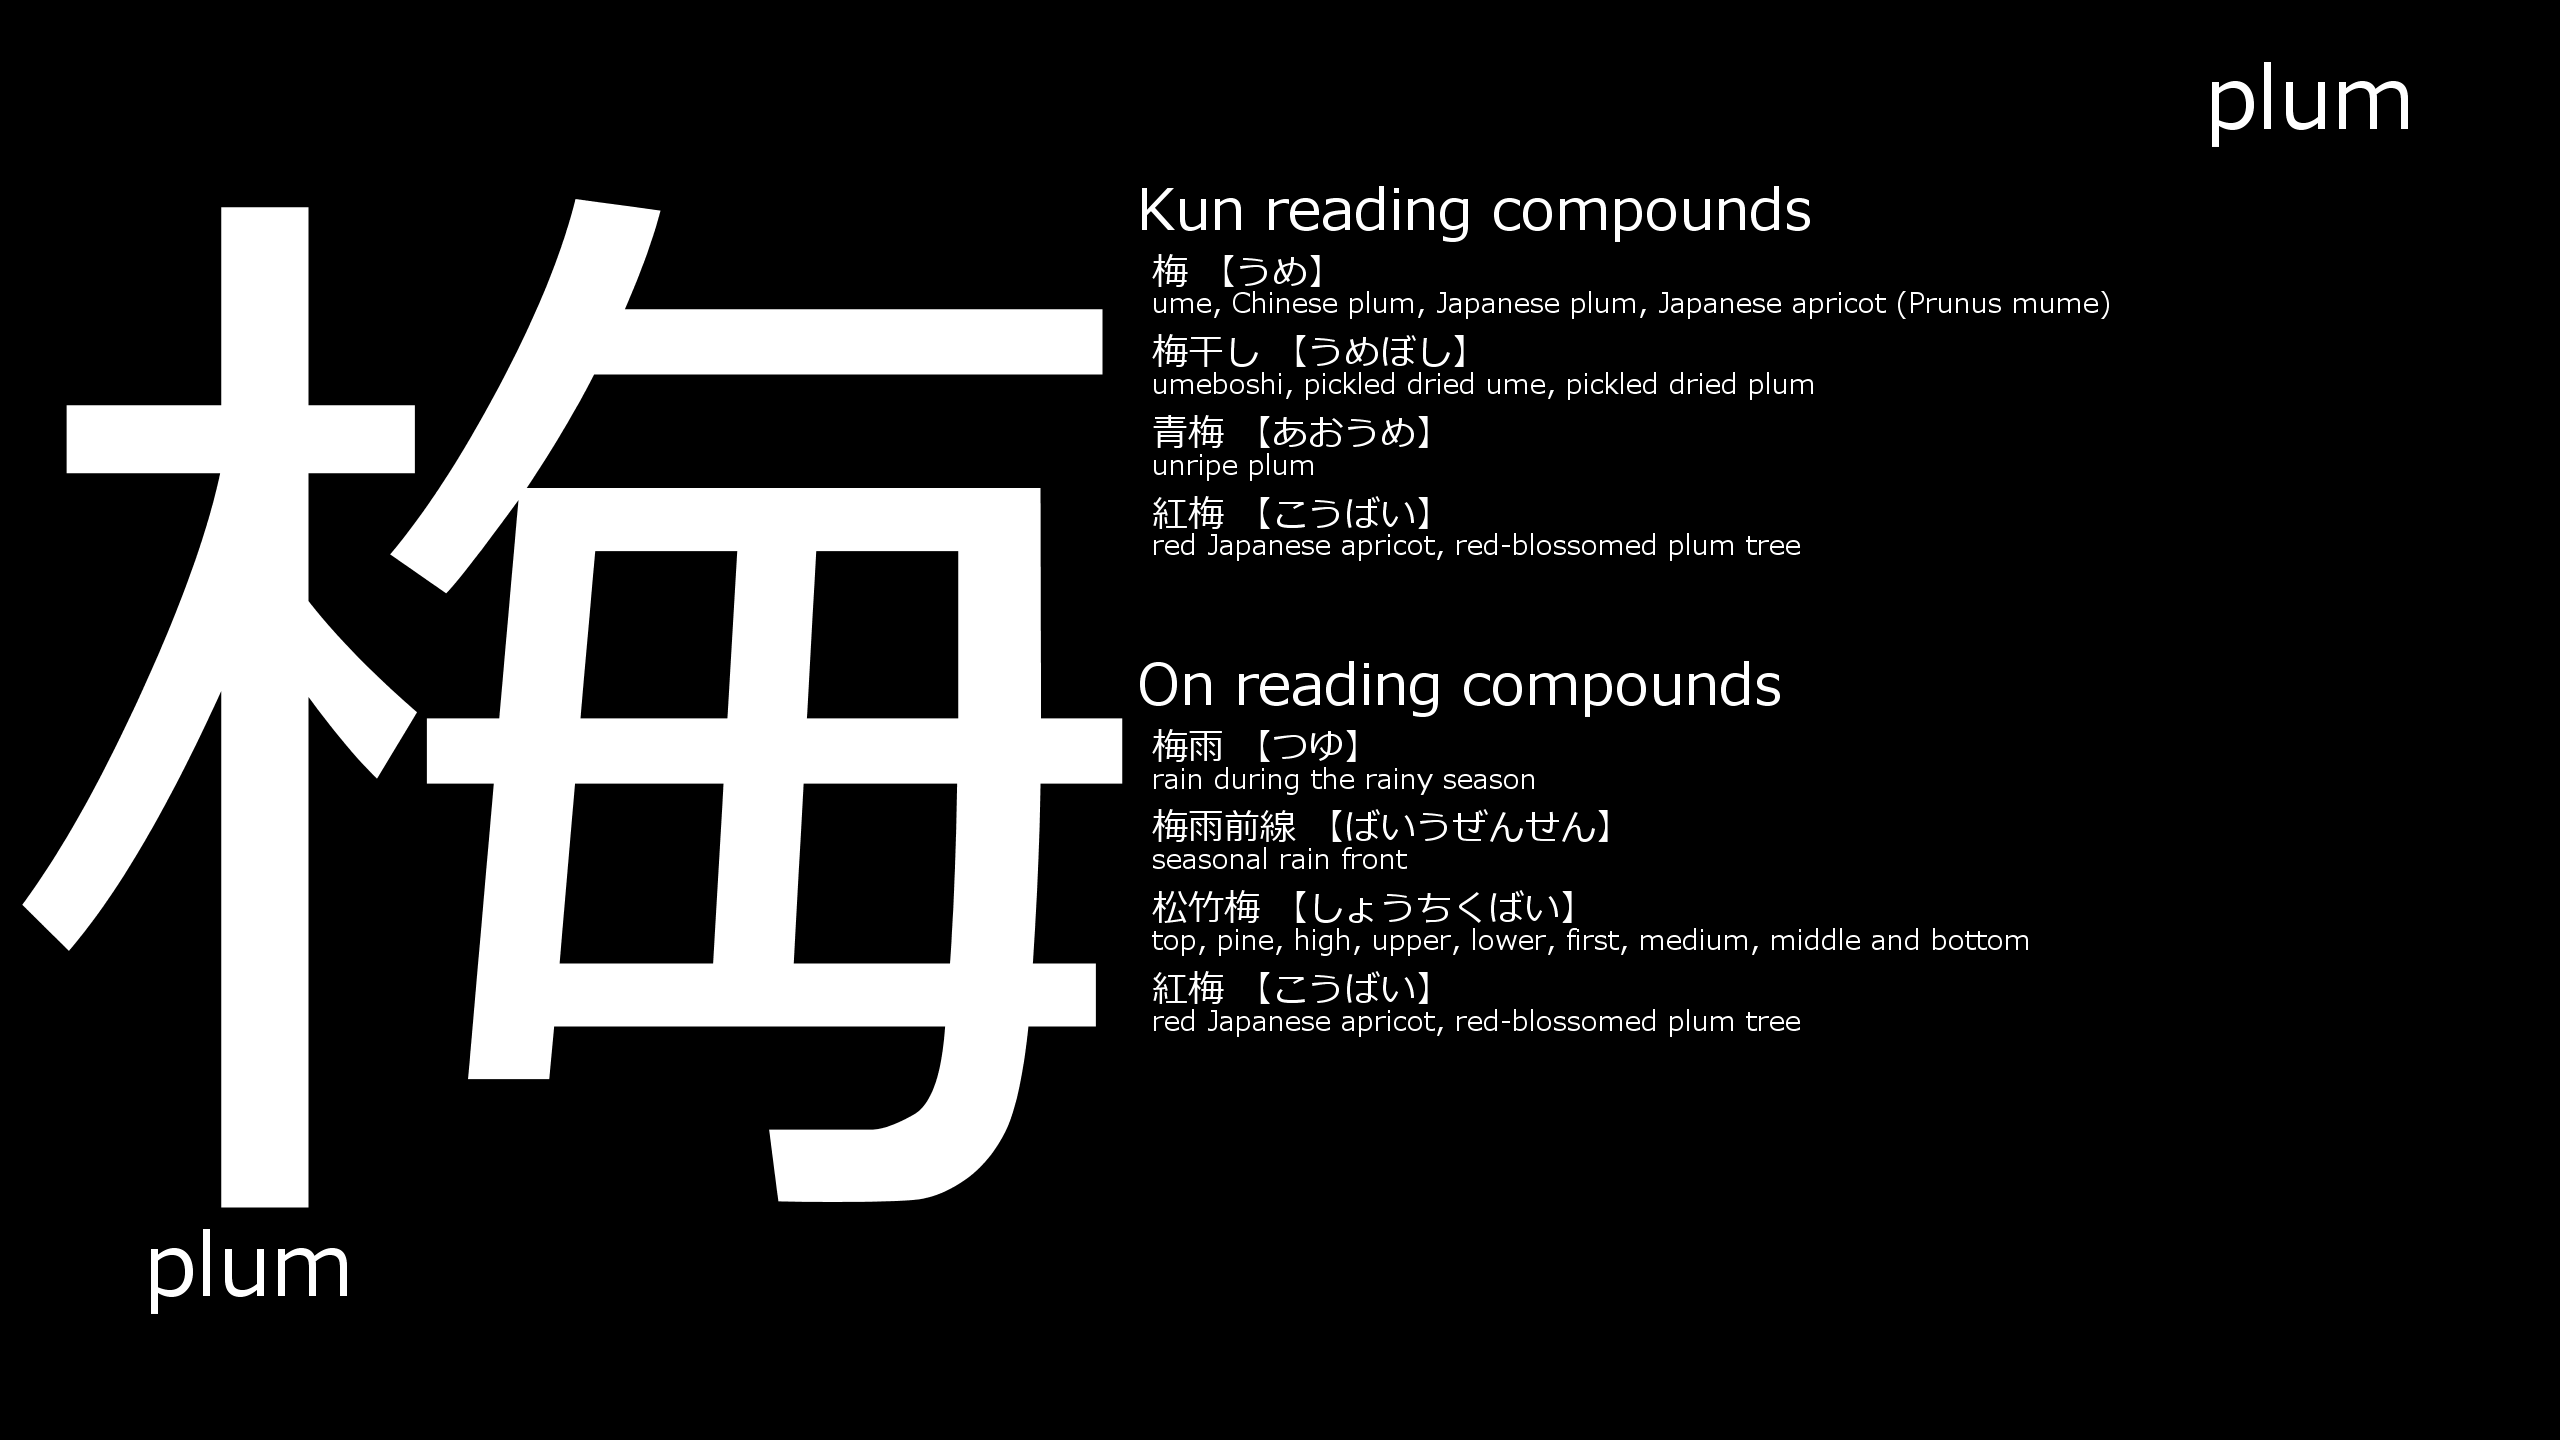 plum
梅
plum
Kun reading compounds
梅 【うめ】
ume, Chinese plum, Japanese plum, Japanese apricot (Prunus mume)
梅干し 【うめぼし】
umeboshi, pickled dried ume, pickled dried plum
青梅 【あおうめ】
unripe plum
紅梅 【こうばい】
red Japanese apricot, red-blossomed plum tree
On reading compounds
梅雨 【つゆ】
rain during the rainy season
梅雨前線 【ばいうぜんせん】
seasonal rain front
松竹梅 【しょうちくばい】
top, pine, high, upper, lower, first, medium, middle and bottom
紅梅 【こうばい】
red Japanese apricot, red-blossomed plum tree